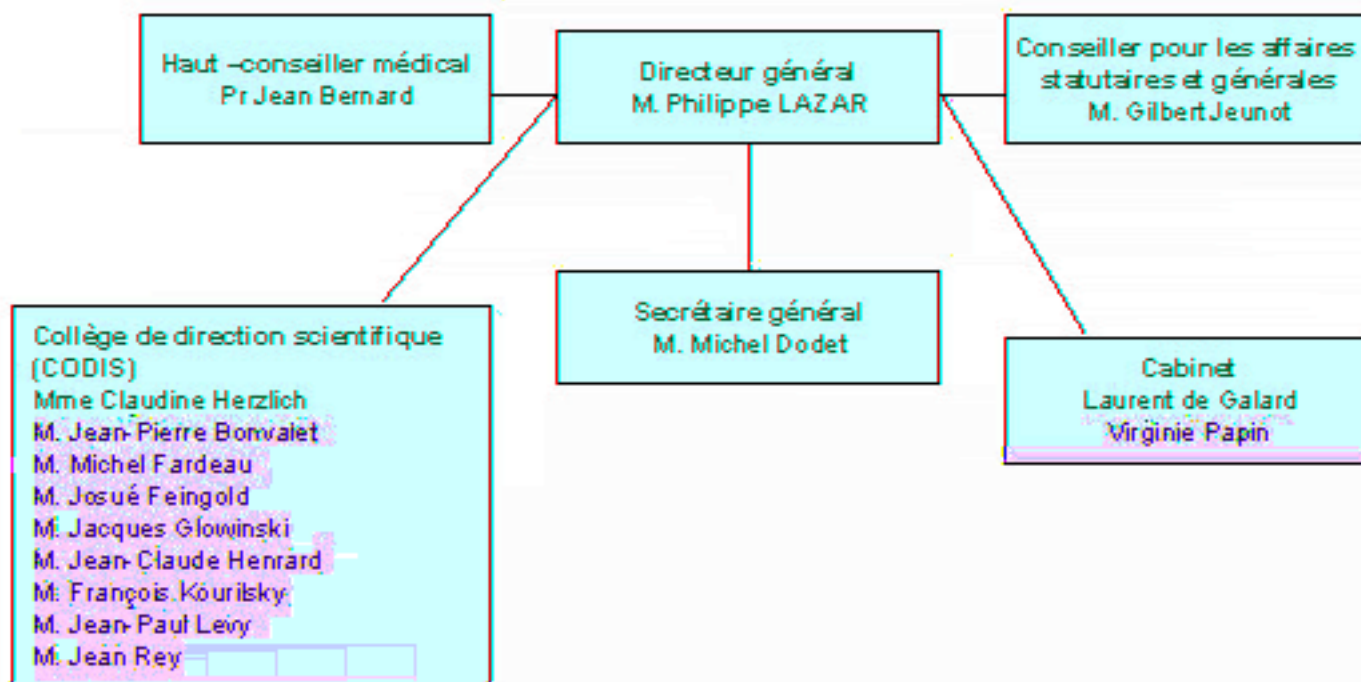 Haut –conseiller médical
Pr Jean Bernard
Directeur général
M. Philippe LAZAR
Conseiller pour les affaires
statutaires et générales
M. Gilbert Jeunot
Secrétaire général
M. Michel Dodet
Collège de direction scientifique
(CODIS)
Mme Claudine Herzlich
M. Jean-Pierre Bonvalet
M. Michel Fardeau
M. Josué Feingold
M. Jacques Glowinski
M. Jean-Claude Henrard
M. François Kourilsky
M. Jean-Paul Levy
M. Jean Rey
Cabinet
Laurent de Galard
Virginie Papin